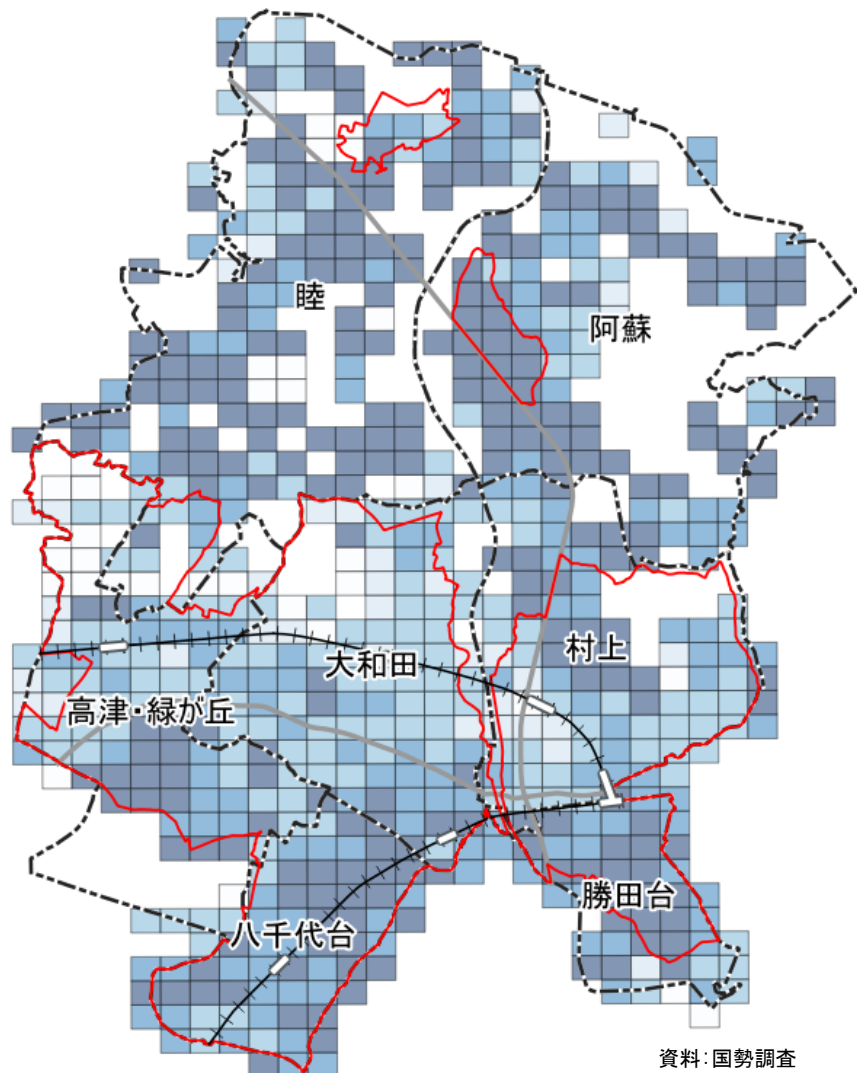 睦
阿蘇
村上
大和田
高津・緑が丘
勝田台
八千代台
資料:国勢調査